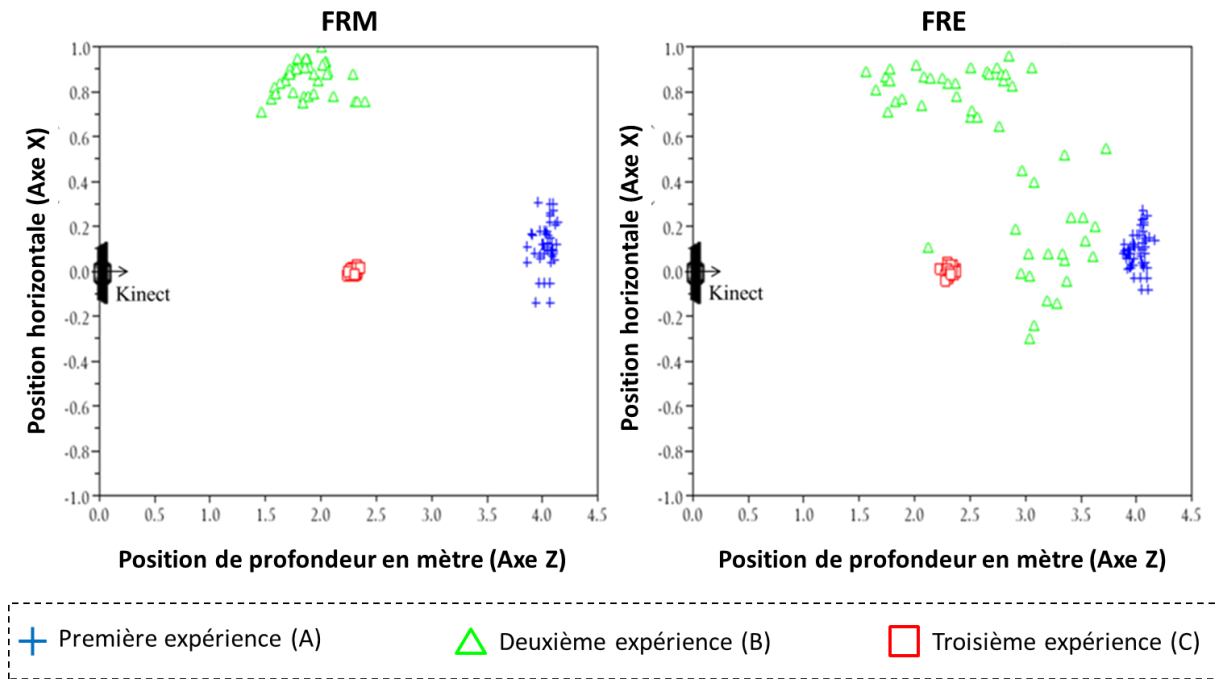 FRM
1.0
0.8
0.6
0.4
0.2
0.0
-0.2
-0.4
-0.6
-0.8
-1.0
Position horizontale (Axe X)
Kinect
0.0 0.5 1.0 1.5 2.0 2.5 3.0 3.5 4.0 4.5
Position de profondeur en mètre (Axe Z)
FRE
1.0
0.8
0.6
0.4
0.2
0.0
-0.2
-0.4
-0.6
-0.8
-1.0
Position horizontale (Axe X)
Kinect
0.0 0.5 1.0 1.5 2.0 2.5 3.0 3.5 4.0 4.5
Position de profondeur en mètre (Axe Z)
Première expérience (A)
Deuxième expérience (B)
Troisième expérience (C)